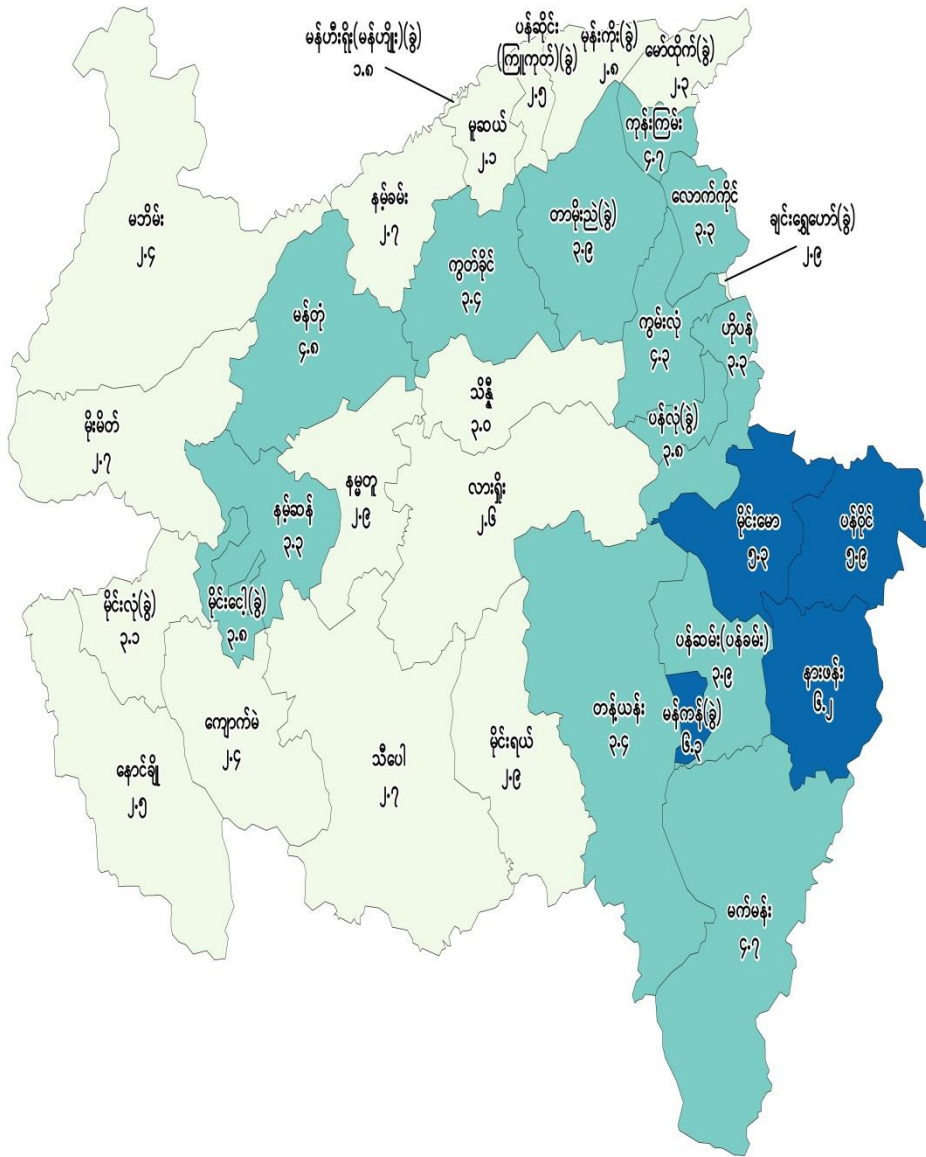 မန်ဟီးရိုး(မန်ဟျိုး)(ခွဲ)
၁.၈
ပန်ဆိုင်း
(ကြူကုတ်)(ခွဲ)
၂.၅
မုန်းကိုး(ခွဲ)
၂.၈
မော်ထိုက်(ခွဲ)
၂.၃
မူဆယ်
၂.၁
ကုန်းကြမ်း
၄.၇
မဘိမ်း
၂.၄
နမ့်ခမ်း
၂.၇
တာမိုးညဲ(ခွဲ)
၃.၉
လောက်ကိုင်
၃.၃
ချင်းရွှေဟော်(ခွဲ)
၂.၉
ကွတ်ခိုင်
၃.၄
မန်တုံ
၄.၈
ကွမ်းလုံ
၄.၃
ဟိုပန်
၃.၃
သိန္နီ
၃.၀
မိုးမိတ်
၂.၇
ပန်လုံ(ခွဲ)
၃.၈
နမ္မတူ
၂.၉
လားရှိုး
၂.၆
နမ့်ဆန်
၃.၃
မိုင်းမော
၅.၃
ပန်ဝိုင်
၅.၉
မိုင်းလုံ(ခွဲ)
၃.၁
မိုင်းငေါ့(ခွဲ)
၃.၈
ပန်ဆမ်း(ပန်ခမ်း)
၃.၉
နားဖန်း
၆.၂
ကျောက်မဲ
၂.၄
တန့်ယန်း
၃.၄
မန်ကန်(ခွဲ)
၆.၃
နောင်ချို
၂.၅
သီပေါ
၂.၇
မိုင်းရယ်
၂.၉
မက်မန်း
၄.၇